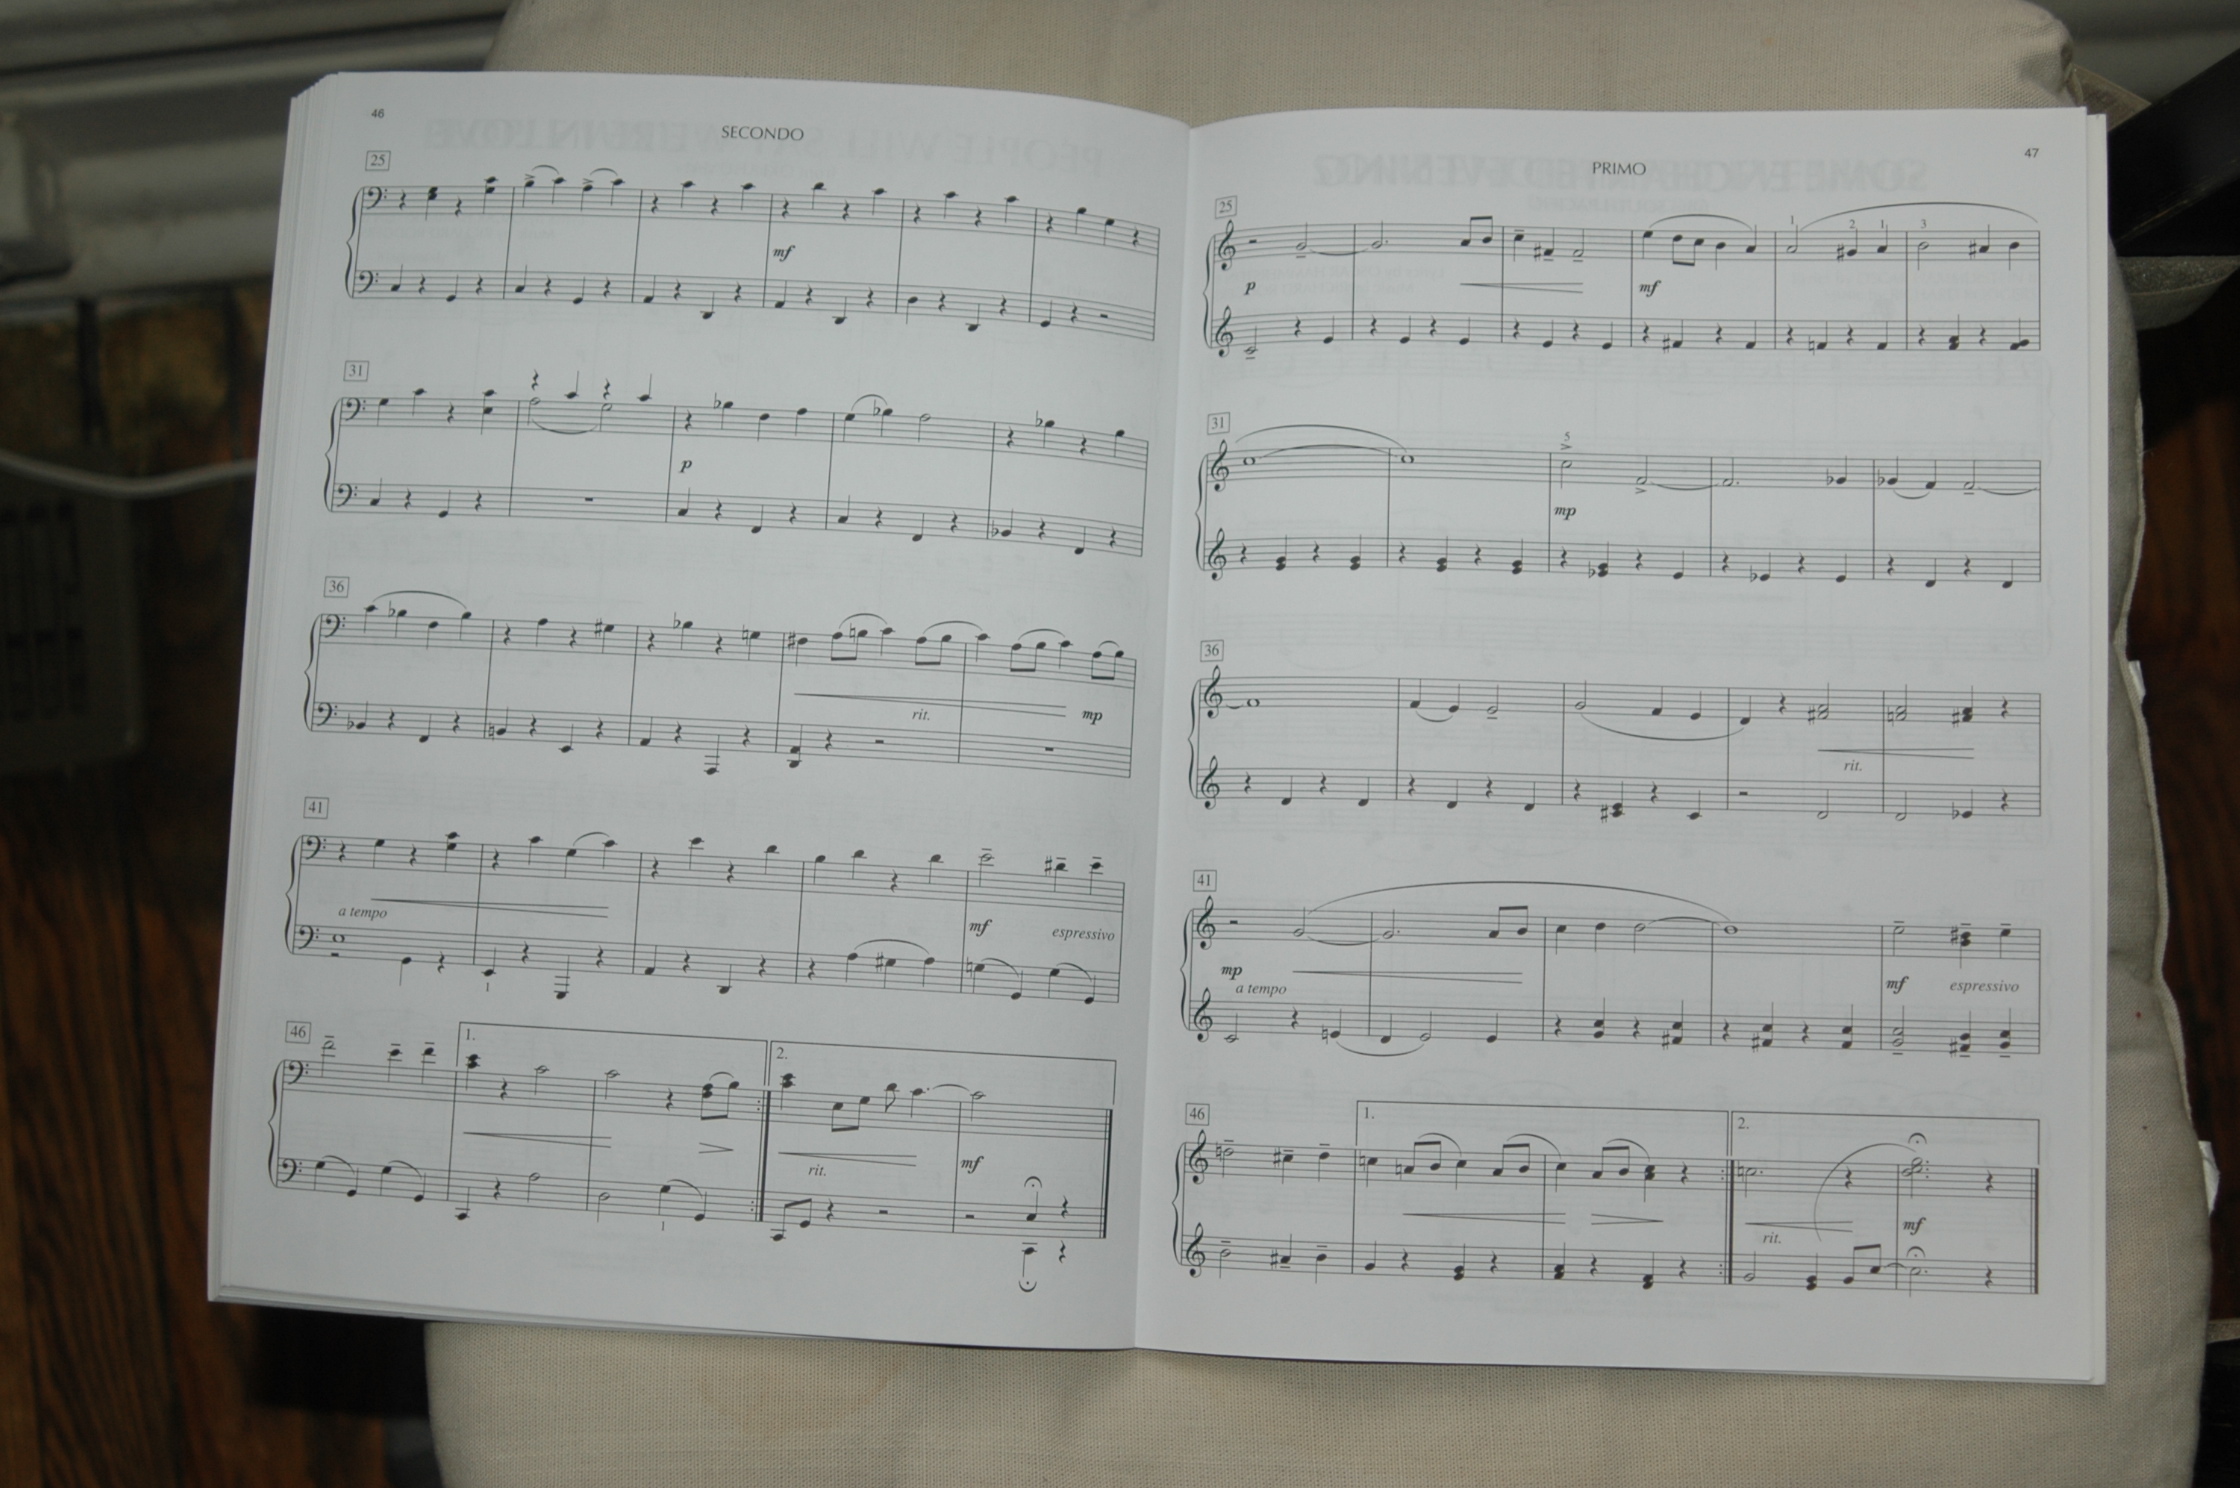 46
SECONDO
25
mf
31
p
36
rit.
mp
41
a tempo
mf
espressivo
1
46
1.
2.
rit.
mf
1
47
PRIMO
25
1
2
1
3
p
mf
31
5
mp
36
rit.
41
mp
a tempo
mf
espressivo
46
1.
2.
rit.
mf